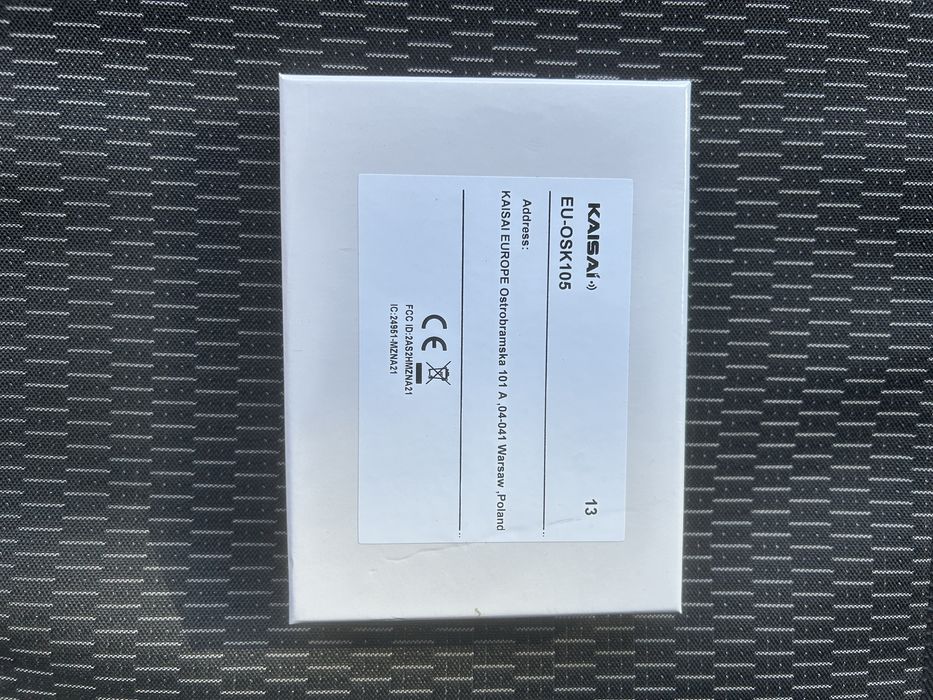 KAISAI
EU-OSK105
13
Address:
KAISAI EUROPE Ostrobramska 101 A ,04-041 Warsaw ,Poland
CE
FCC ID:2AS2HMZNA21
IC:24951-MZNA21